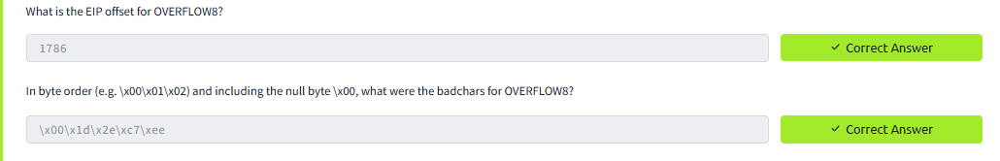 What is the EIP offset for OVERFLOW8?
1786
✓ Correct Answer
In byte order (e.g. \x00\x01\x02) and including the null byte \x00, what were the badchars for OVERFLOW8?
\x00\x1d\x2e\xc7\xee
✓ Correct Answer